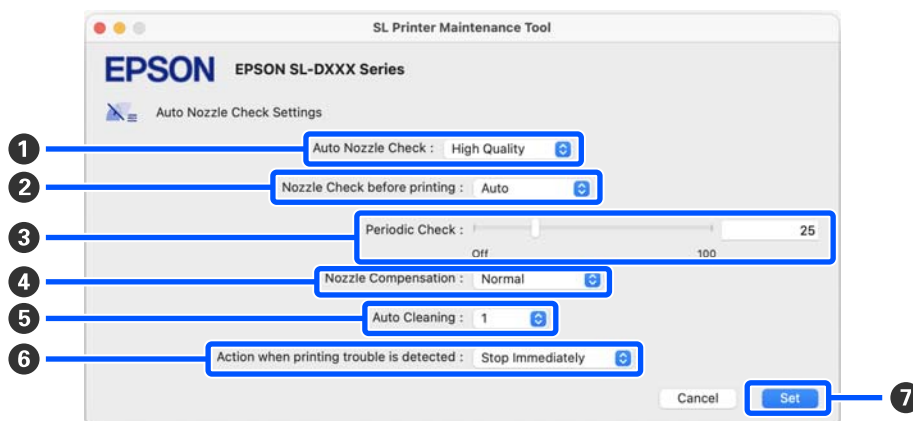 SL Printer Maintenance Tool
EPSON EPSON SL-DXXX Series
Auto Nozzle Check Settings
1 Auto Nozzle Check : High Quality
2 Nozzle Check before printing : Auto
3 Periodic Check : 25
Off 100
4 Nozzle Compensation : Normal
5 Auto Cleaning : 1
6 Action when printing trouble is detected : Stop Immediately
Cancel Set 7